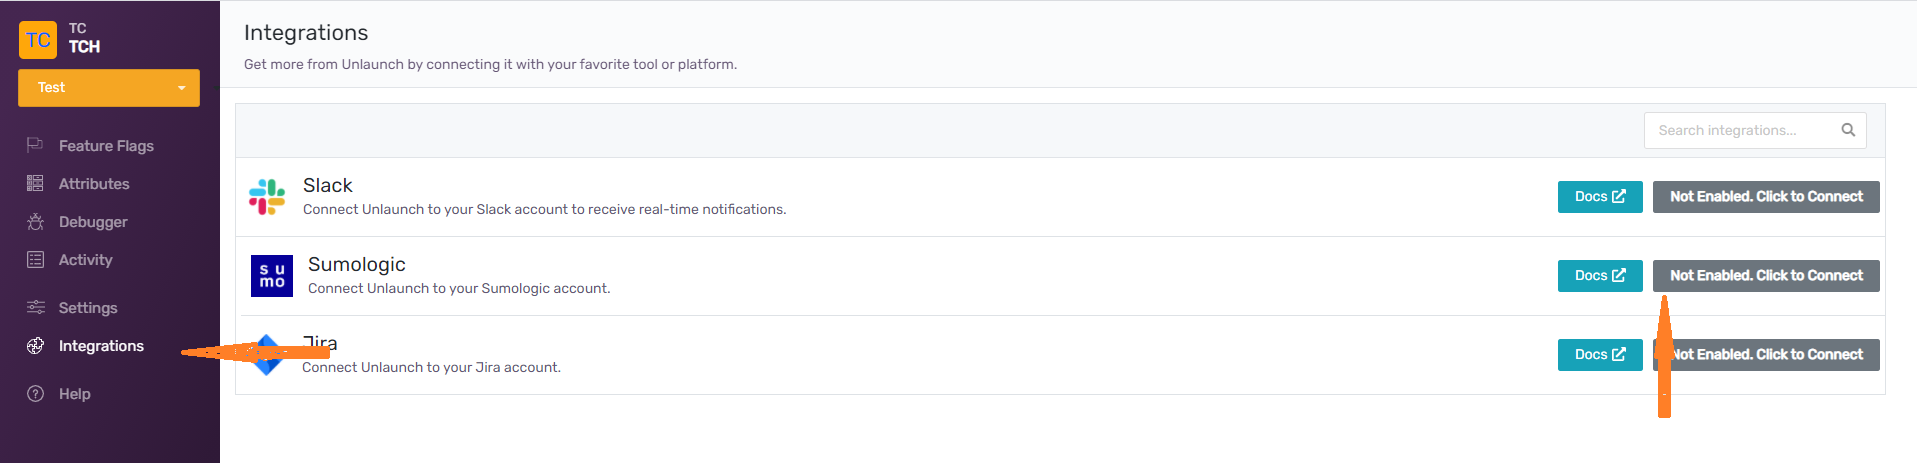 TC
TC
TCH
Test
Feature Flags
Attributes
Debugger
Activity
Settings
Integrations
Help
Integrations
Get more from Unlaunch by connecting it with your favorite tool or platform.
Search integrations...
Slack
Connect Unlaunch to your Slack account to receive real-time notifications.
Docs
Not Enabled. Click to Connect
su
mo
Sumologic
Connect Unlaunch to your Sumologic account.
Docs
Not Enabled. Click to Connect
Jira
Connect Unlaunch to your Jira account.
Docs
Not Enabled. Click to Connect